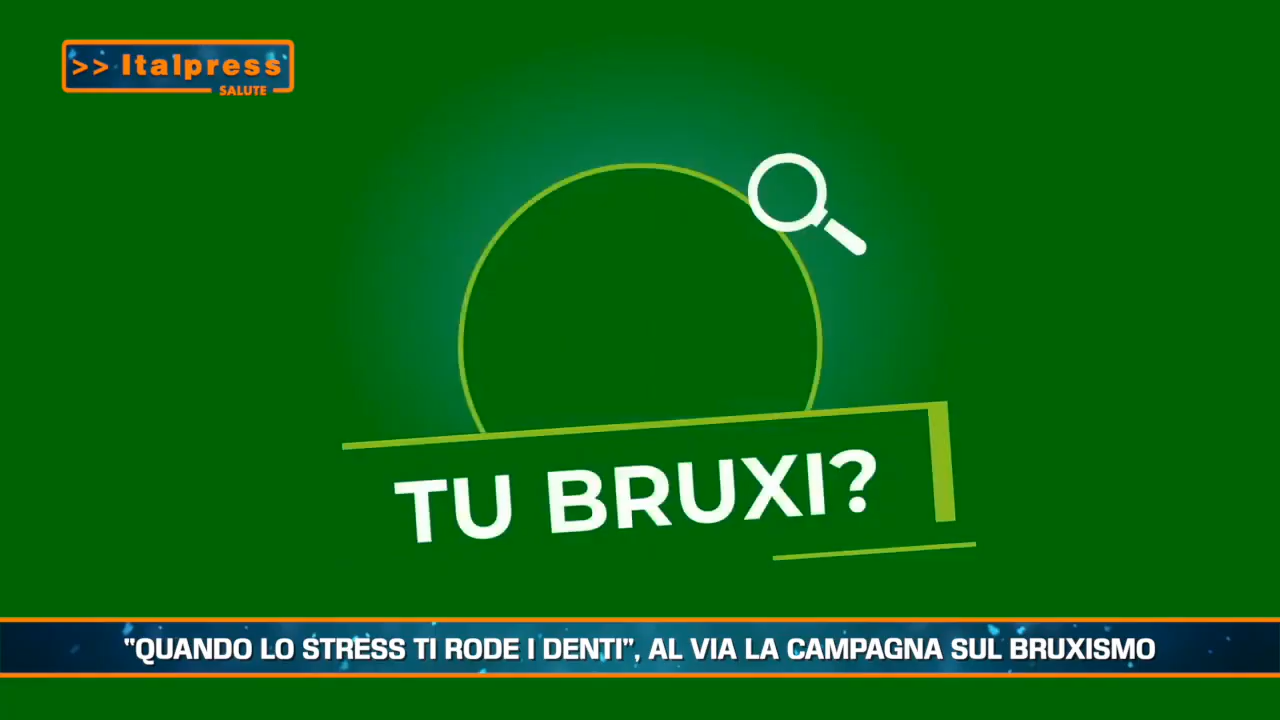 >> Italpress
SALUTE
TU BRUXI?
"QUANDO LO STRESS TI RODE I DENTI", AL VIA LA CAMPAGNA SUL BRUXISMO